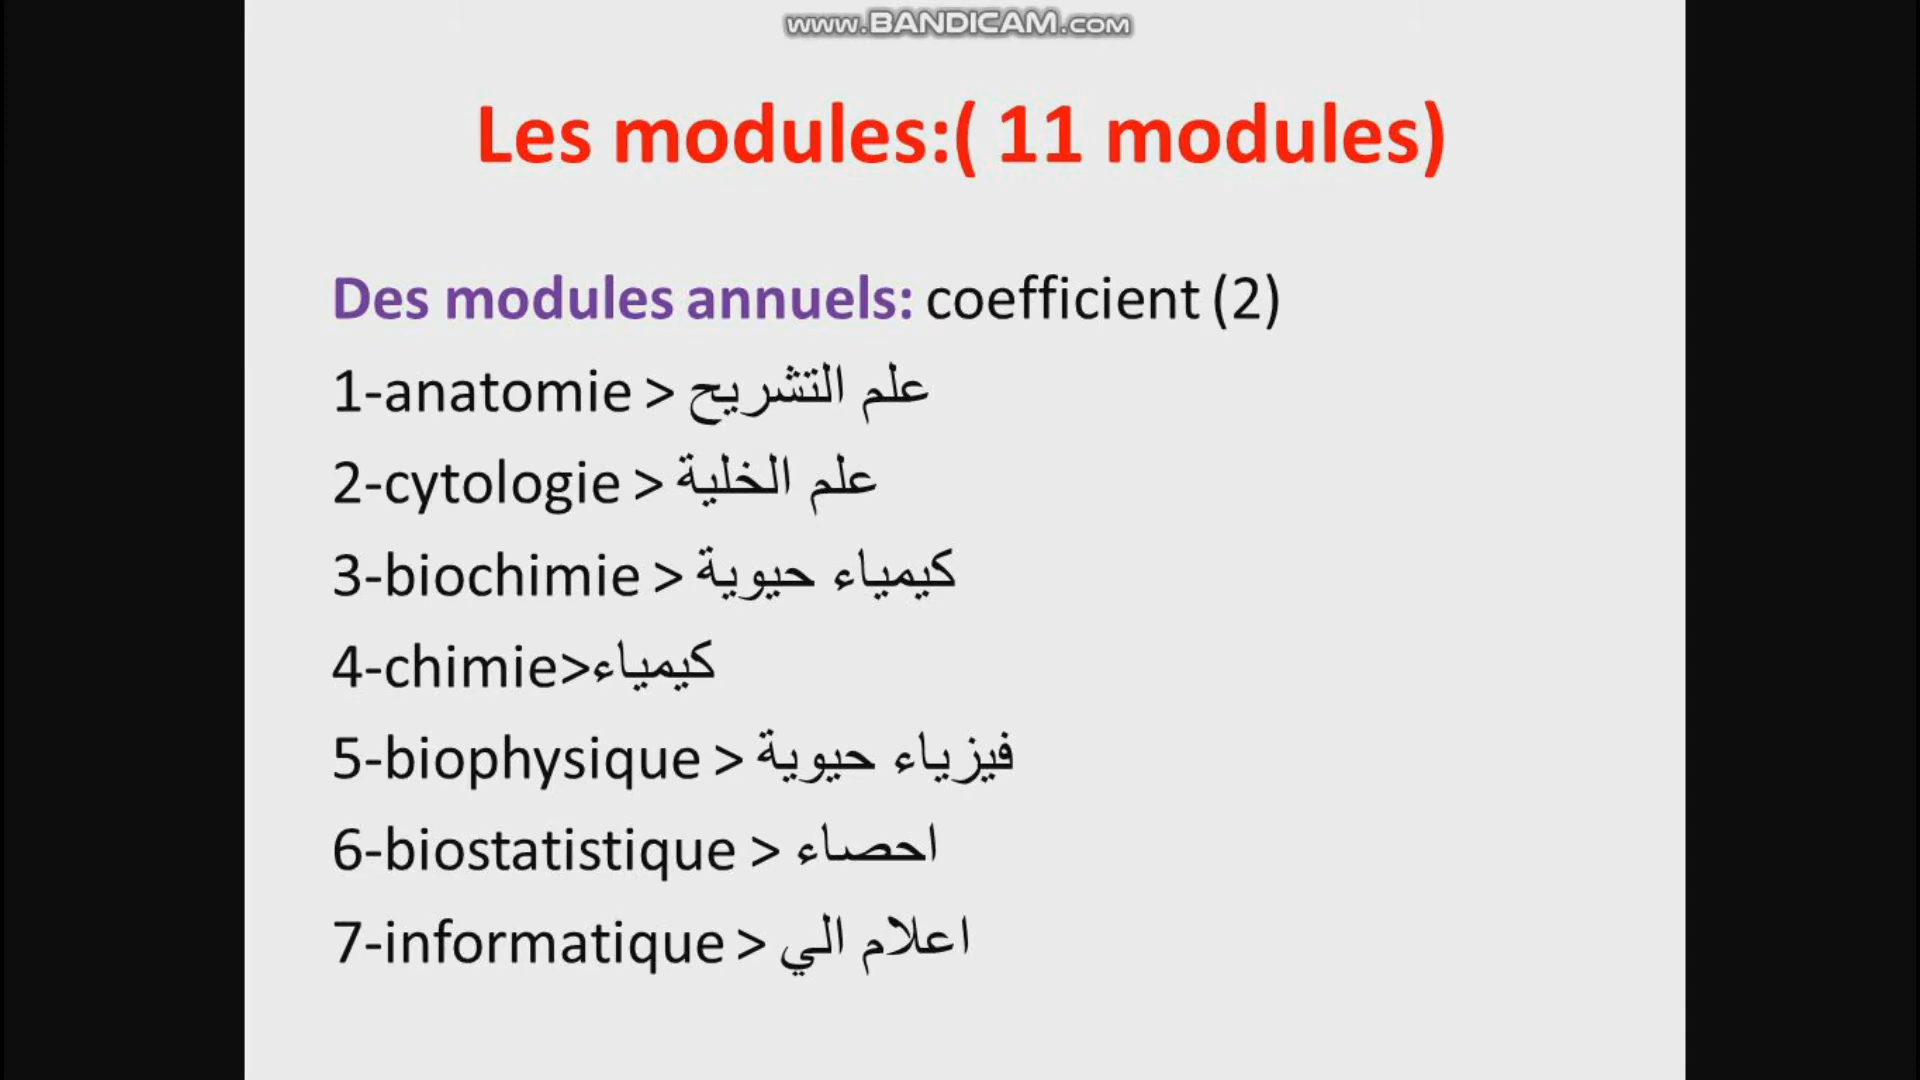 www.BANDICAM.com
Les modules:( 11 modules)
Des modules annuels: coefficient (2)
1-anatomie > علم التشريح
2-cytologie > علم الخلية
3-biochimie > كيمياء حيوية
4-chimie>كيمياء
5-biophysique > فيزياء حيوية
6-biostatistique > احصاء
7-informatique > اعلام الي